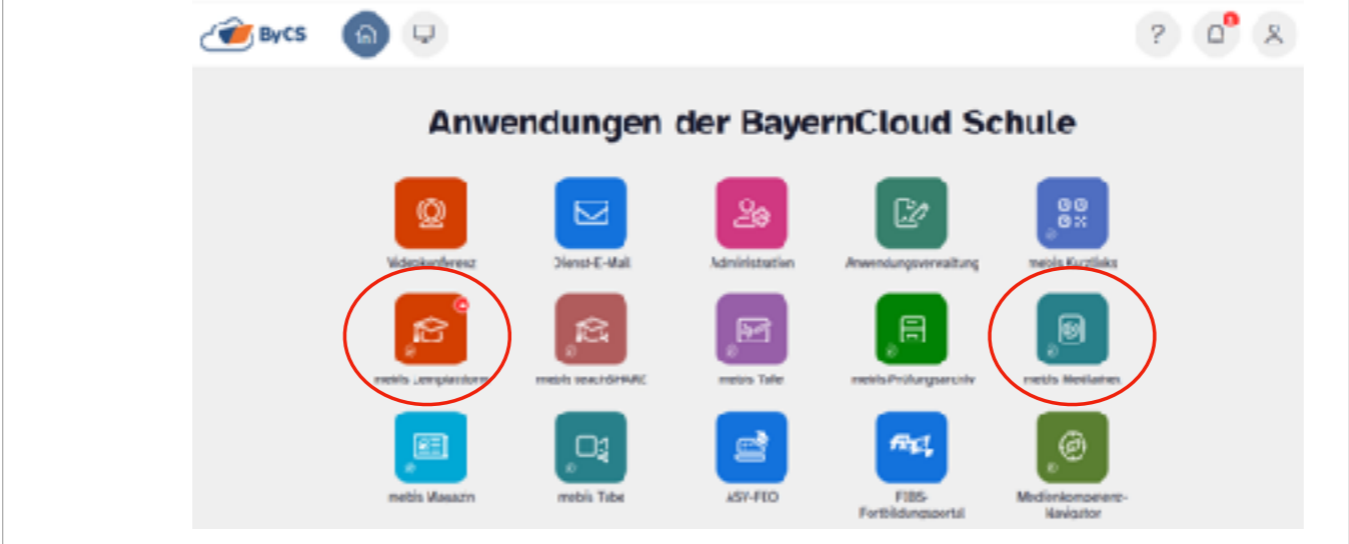 ByCS
?
Anwendungen der BayernCloud Schule
Videokonferenz
Dienst-E-Mail
Administration
Anwendungsverwaltung
mebis Kurzlinks
mebis Lernplattform
mebis teachSHARE
mebis Tafel
mebis Prüfungsarchiv
mebis Mediathek
mebis Magazin
mebis Tube
ASV-FEO
FIBS-
Fortbildungsportal
Medienkompetenz-
Navigator